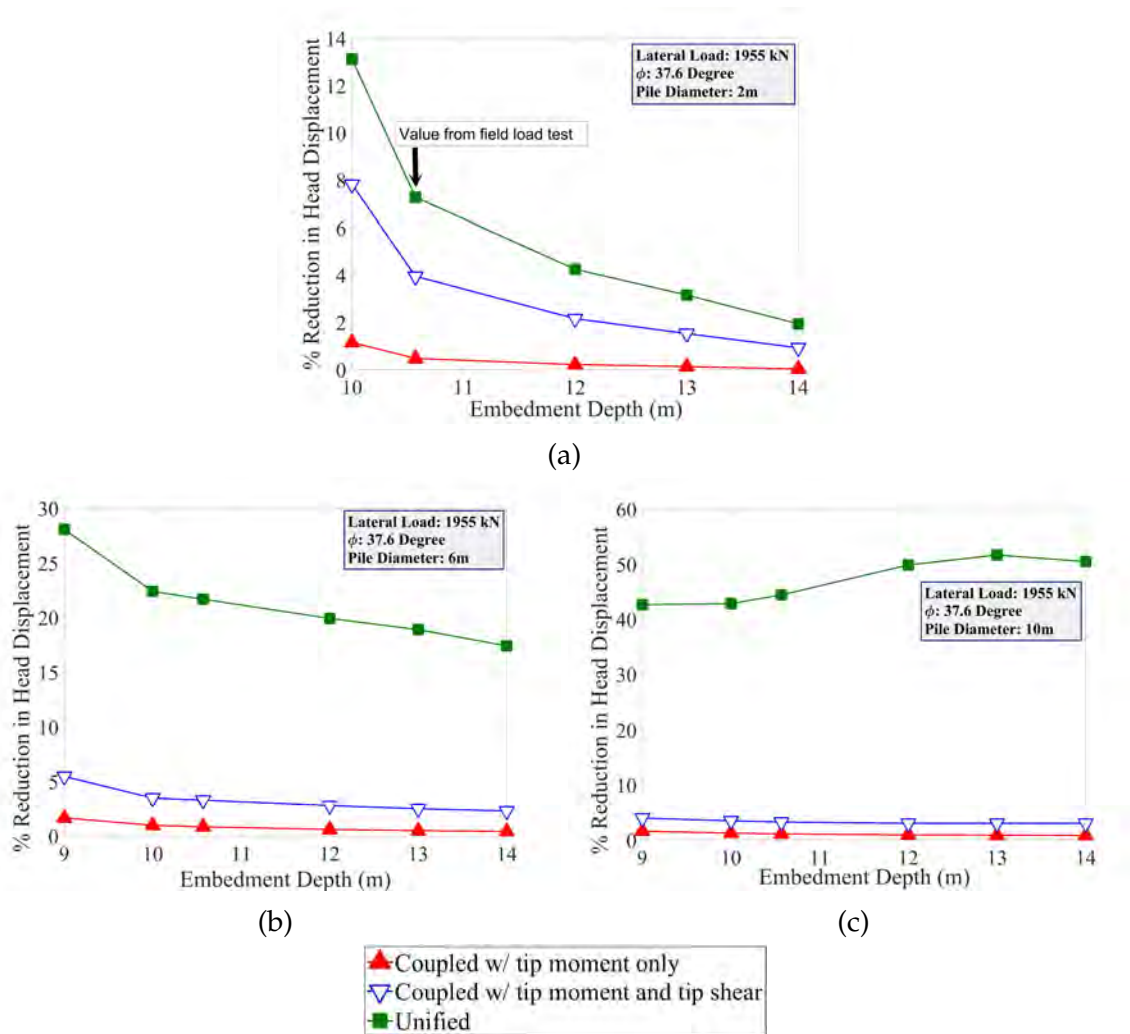 % Reduction in Head Displacement
14
12
10
8
6
4
2
0
Lateral Load: 1955 kN
ϕ: 37.6 Degree
Pile Diameter: 2m
Value from field load test
10 11 12 13 14
Embedment Depth (m)
(a)
% Reduction in Head Displacement
30
25
20
15
10
5
0
Lateral Load: 1955 kN
ϕ: 37.6 Degree
Pile Diameter: 6m
9 10 11 12 13 14
Embedment Depth (m)
(b)
% Reduction in Head Displacement
60
50
40
30
20
10
0
Lateral Load: 1955 kN
ϕ: 37.6 Degree
Pile Diameter: 10m
9 10 11 12 13 14
Embedment Depth (m)
(c)
Coupled w/ tip moment only
Coupled w/ tip moment and tip shear
Unified